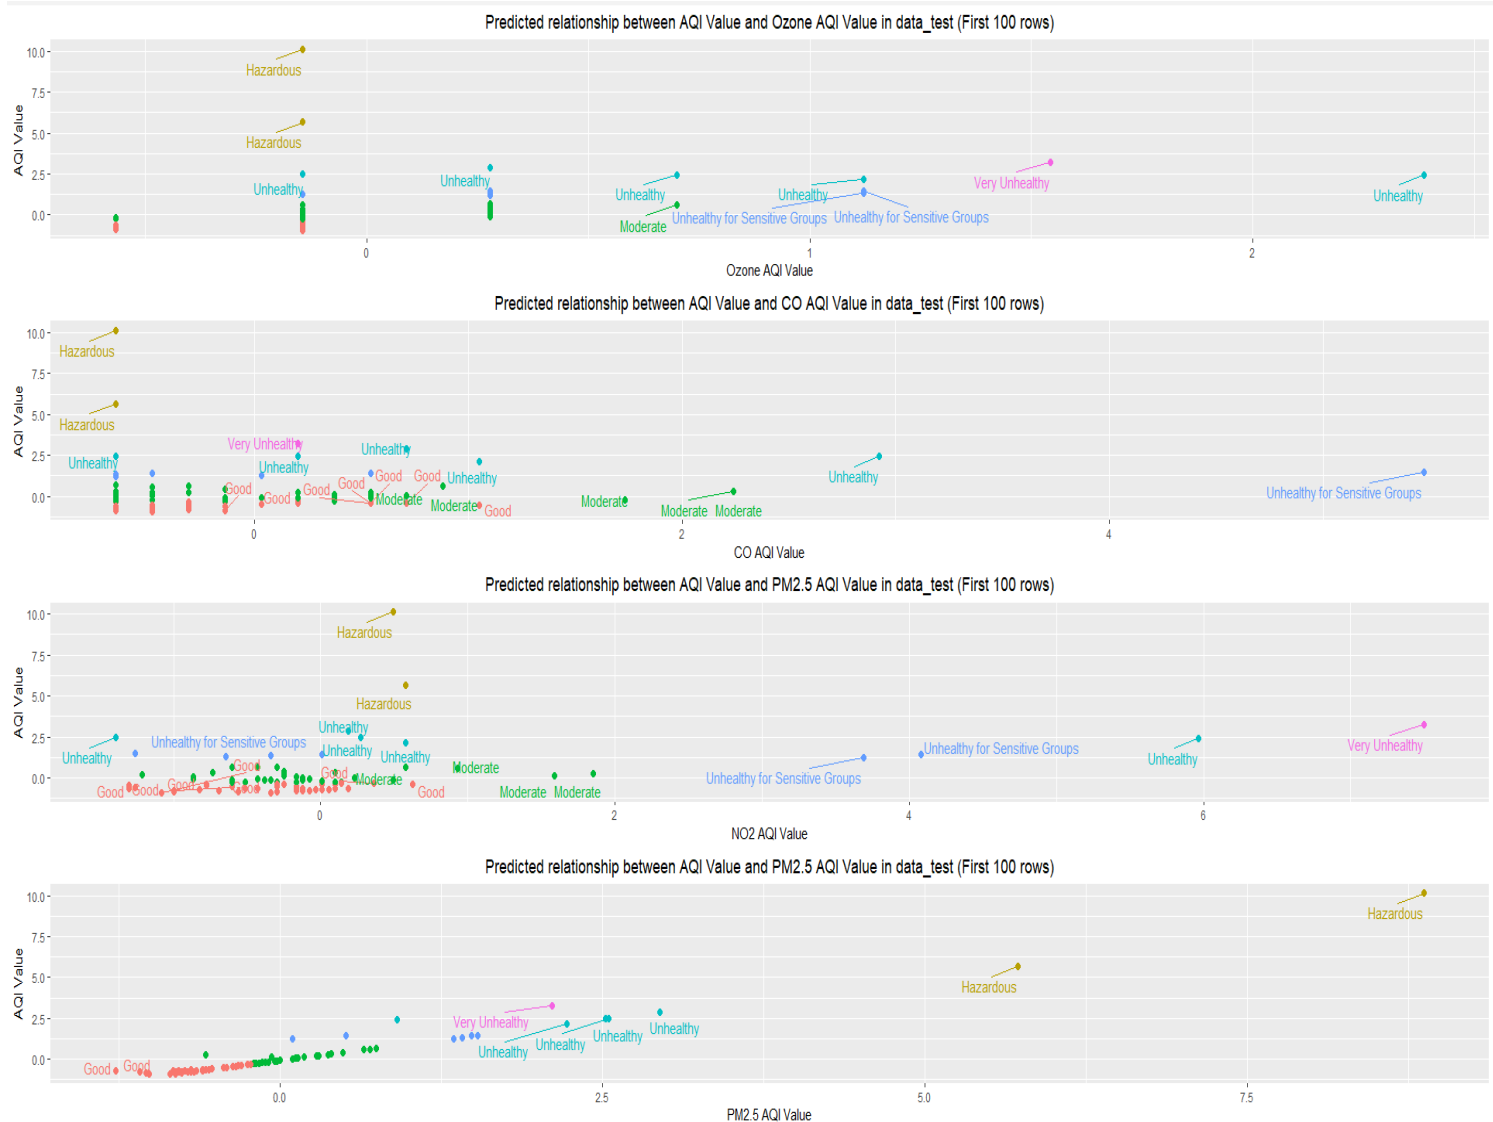 Predicted relationship between AQI Value and Ozone AQI Value in data_test (First 100 rows)
AQI Value
10.0
7.5
5.0
2.5
0.0
Hazardous
Hazardous
Unhealthy
Unhealthy
Unhealthy
Unhealthy
Very Unhealthy
Unhealthy
Moderate
Unhealthy for Sensitive Groups
Unhealthy for Sensitive Groups
0 1 2
Ozone AQI Value
Predicted relationship between AQI Value and CO AQI Value in data_test (First 100 rows)
AQI Value
10.0
7.5
5.0
2.5
0.0
Hazardous
Hazardous
Very Unhealthy
Unhealthy
Unhealthy
Unhealthy
Unhealthy
Unhealthy
Good
Good
Good
Good
Good
Good
Good
Moderate
Moderate
Moderate
Moderate
Moderate
Unhealthy for Sensitive Groups
0 2 4
CO AQI Value
Predicted relationship between AQI Value and PM2.5 AQI Value in data_test (First 100 rows)
AQI Value
10.0
7.5
5.0
2.5
0.0
Hazardous
Hazardous
Unhealthy
Unhealthy
Unhealthy
Unhealthy
Unhealthy for Sensitive Groups
Unhealthy for Sensitive Groups
Unhealthy for Sensitive Groups
Unhealthy
Very Unhealthy
Good
Good
Good
Good
Good
Good
Good
Moderate
Moderate
Moderate
Moderate
0 2 4 6
NO2 AQI Value
Predicted relationship between AQI Value and PM2.5 AQI Value in data_test (First 100 rows)
AQI Value
10.0
7.5
5.0
2.5
0.0
Hazardous
Hazardous
Very Unhealthy
Unhealthy
Unhealthy
Unhealthy
Unhealthy
Good
Good
0.0 2.5 5.0 7.5
PM2.5 AQI Value